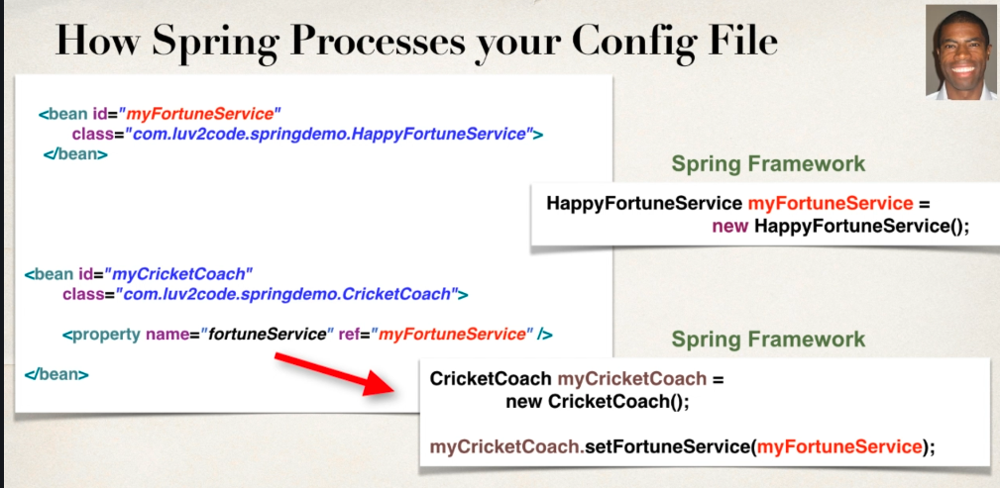 How Spring Processes your Config File
<bean id="myFortuneService"
class="com.luv2code.springdemo.HappyFortuneService">
</bean>
Spring Framework
HappyFortuneService myFortuneService =
new HappyFortuneService();
<bean id="myCricketCoach"
class="com.luv2code.springdemo.CricketCoach">
<property name="fortuneService" ref="myFortuneService" />
</bean>
Spring Framework
CricketCoach myCricketCoach =
new CricketCoach();
myCricketCoach.setFortuneService(myFortuneService);